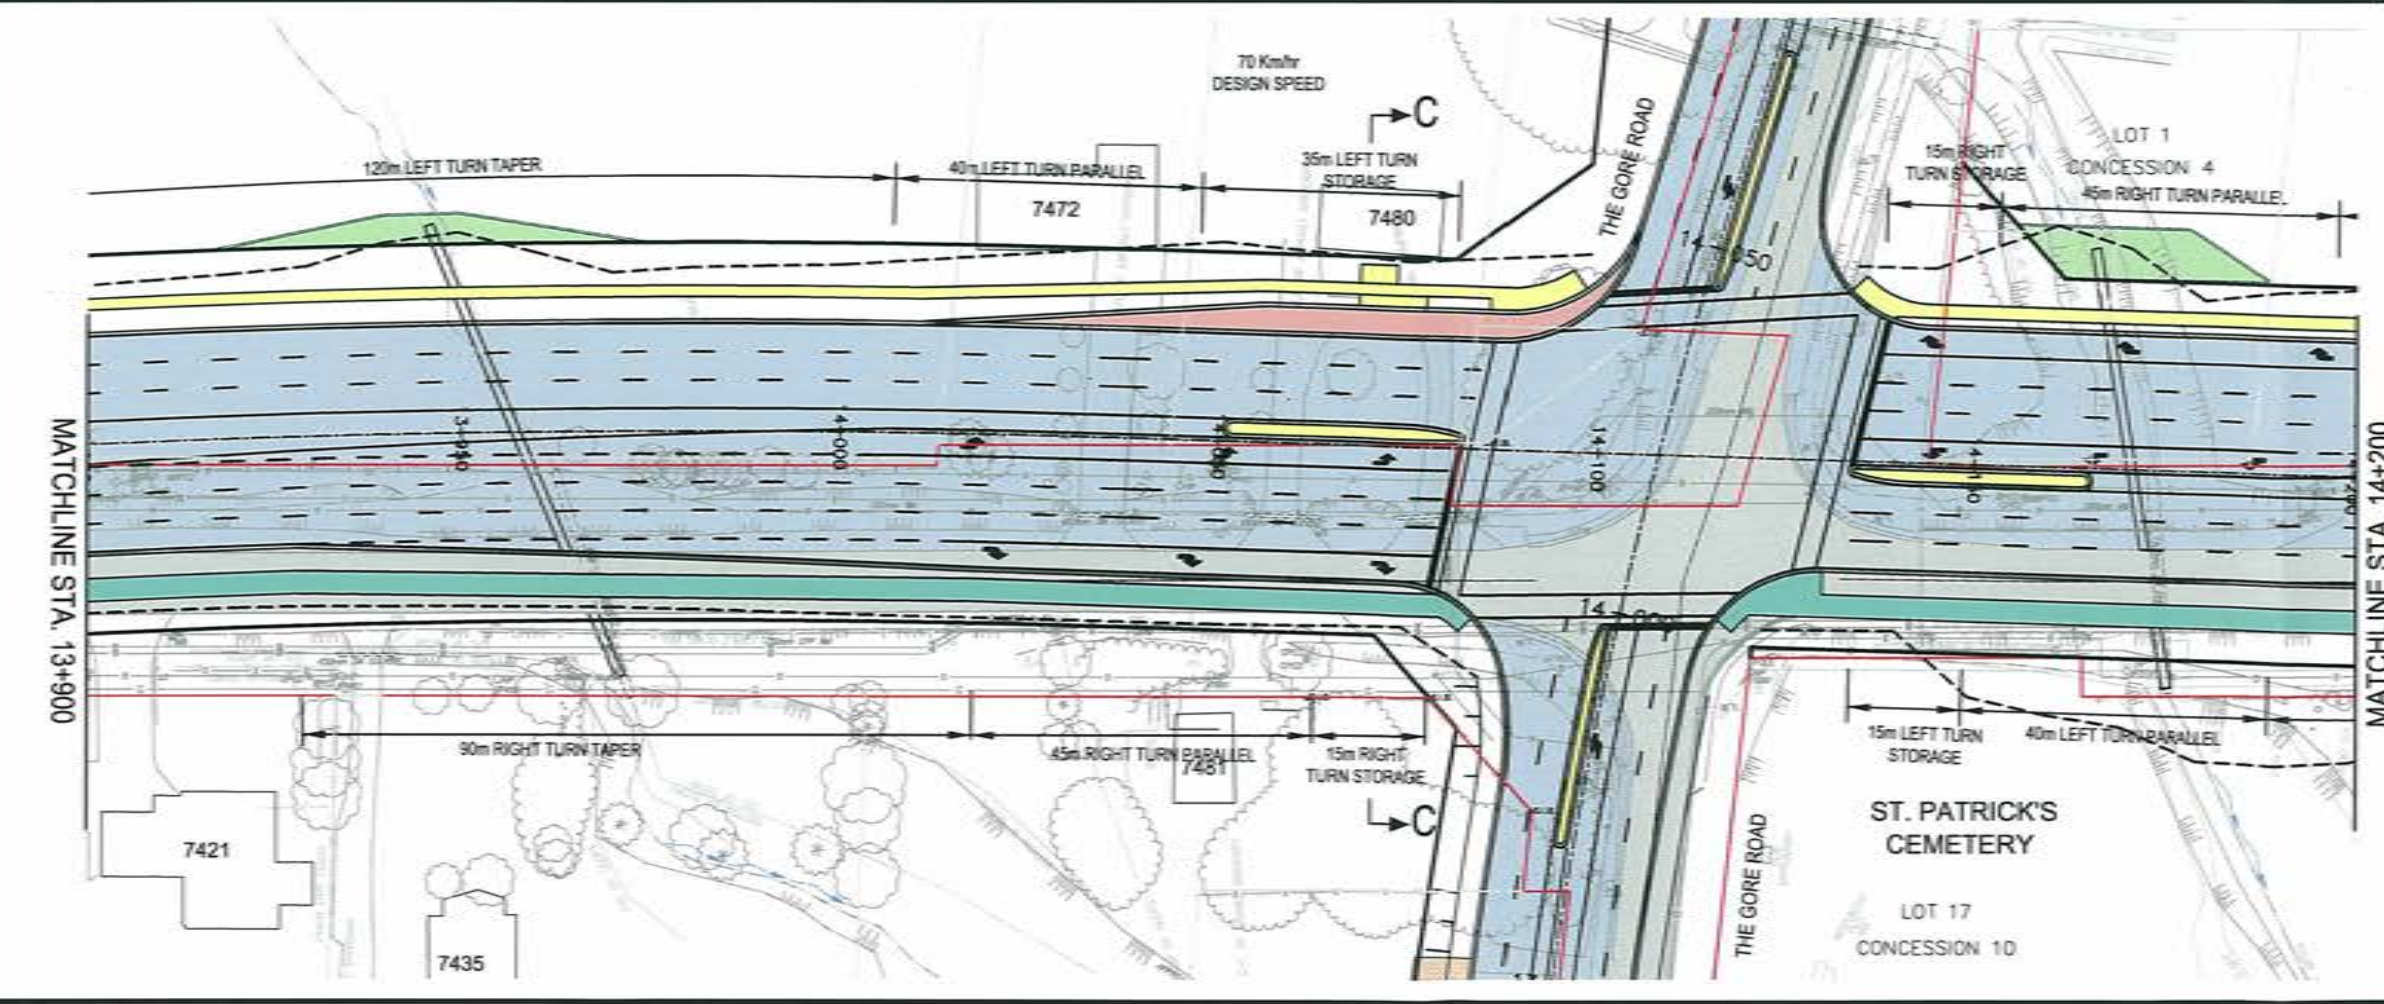 70 Km/hr
DESIGN SPEED
C
120m LEFT TURN TAPER
40m LEFT TURN PARALLEL
35m LEFT TURN
STORAGE
7472
7480
THE GORE ROAD
15m RIGHT
TURN STORAGE
LOT 1
CONCESSION 4
45m RIGHT TURN PARALLEL
MATCHLINE STA. 13+900
MATCHLINE STA. 14+200
14+100
90m RIGHT TURN TAPER
45m RIGHT TURN PARALLEL
7481
15m RIGHT
TURN STORAGE
C
15m LEFT TURN
STORAGE
40m LEFT TURN PARALLEL
7421
7435
THE GORE ROAD
ST. PATRICK'S
CEMETERY
LOT 17
CONCESSION 10